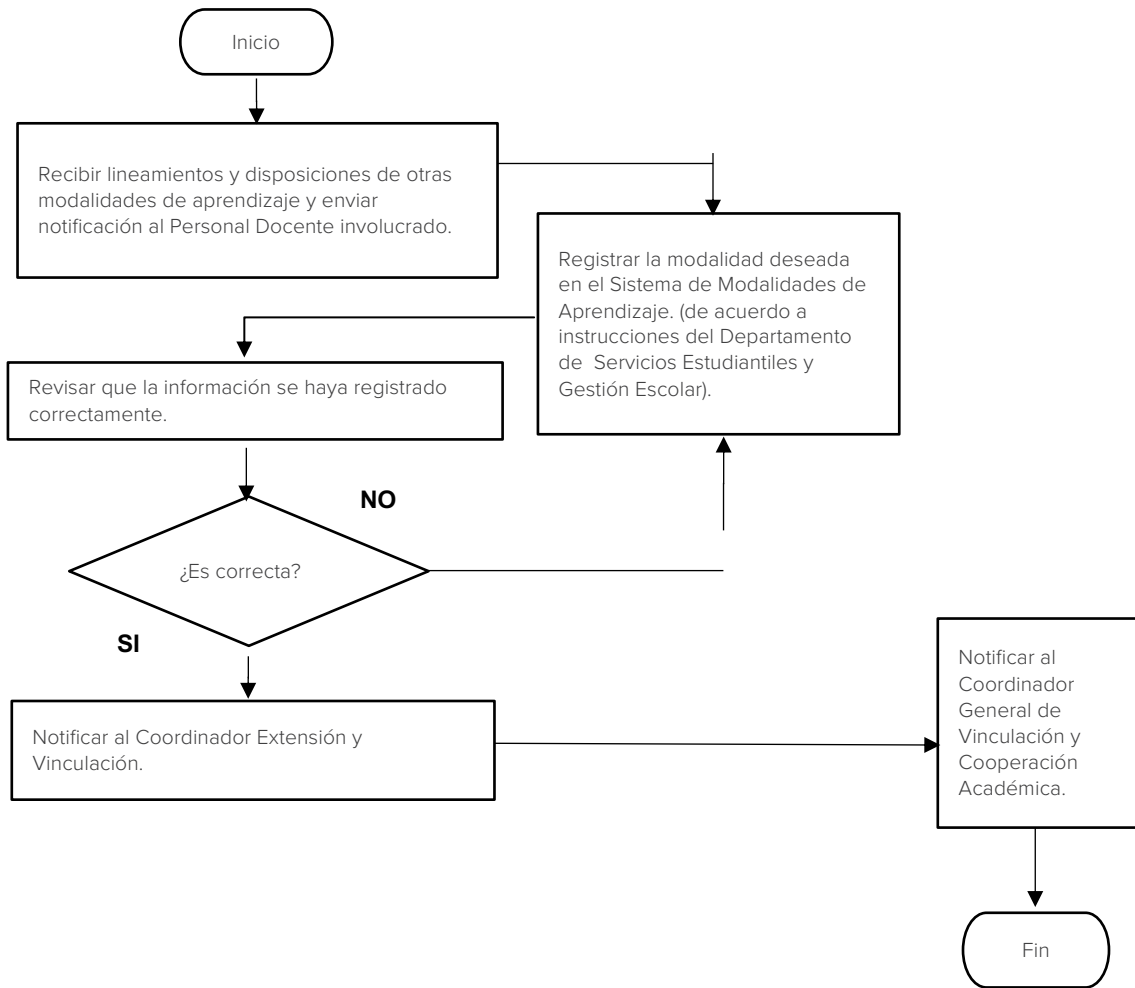 Inicio
Recibir lineamientos y disposiciones de otras
modalidades de aprendizaje y enviar
notificación al Personal Docente involucrado.
Registrar la modalidad deseada
en el Sistema de Modalidades de
Aprendizaje. (de acuerdo a
instrucciones del Departamento
de Servicios Estudiantiles y
Gestión Escolar).
Revisar que la información se haya registrado
correctamente.
NO
¿Es correcta?
SI
Notificar al Coordinador Extensión y
Vinculación.
Notificar al
Coordinador
General de
Vinculación y
Cooperación
Académica.
Fin